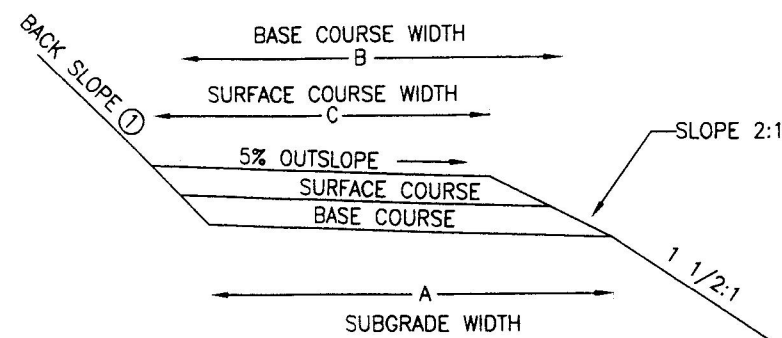 BASE COURSE WIDTH
B
BACK SLOPE ①
SURFACE COURSE WIDTH
C
SLOPE 2:1
5% OUTSLOPE
SURFACE COURSE
BASE COURSE
1 1/2:1
A
SUBGRADE WIDTH